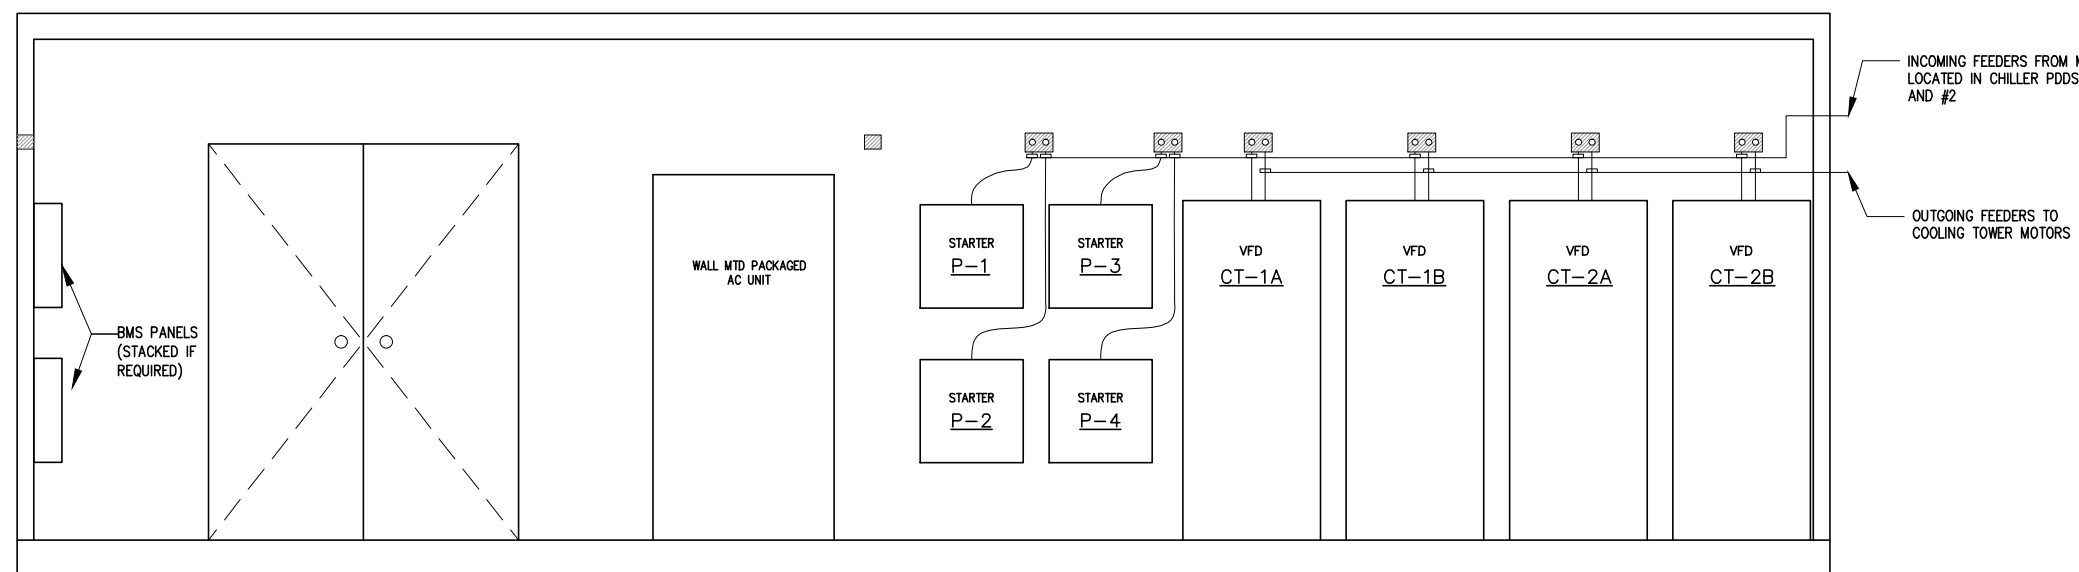 INCOMING FEEDERS FROM
LOCATED IN CHILLER PDDS
AND #2
OUTGOING FEEDERS TO
COOLING TOWER MOTORS
WALL MTD PACKAGED
AC UNIT
STARTER
P-1
STARTER
P-3
VFD
CT-1A
VFD
CT-1B
VFD
CT-2A
VFD
CT-2B
BMS PANELS
(STACKED IF
REQUIRED)
STARTER
P-2
STARTER
P-4